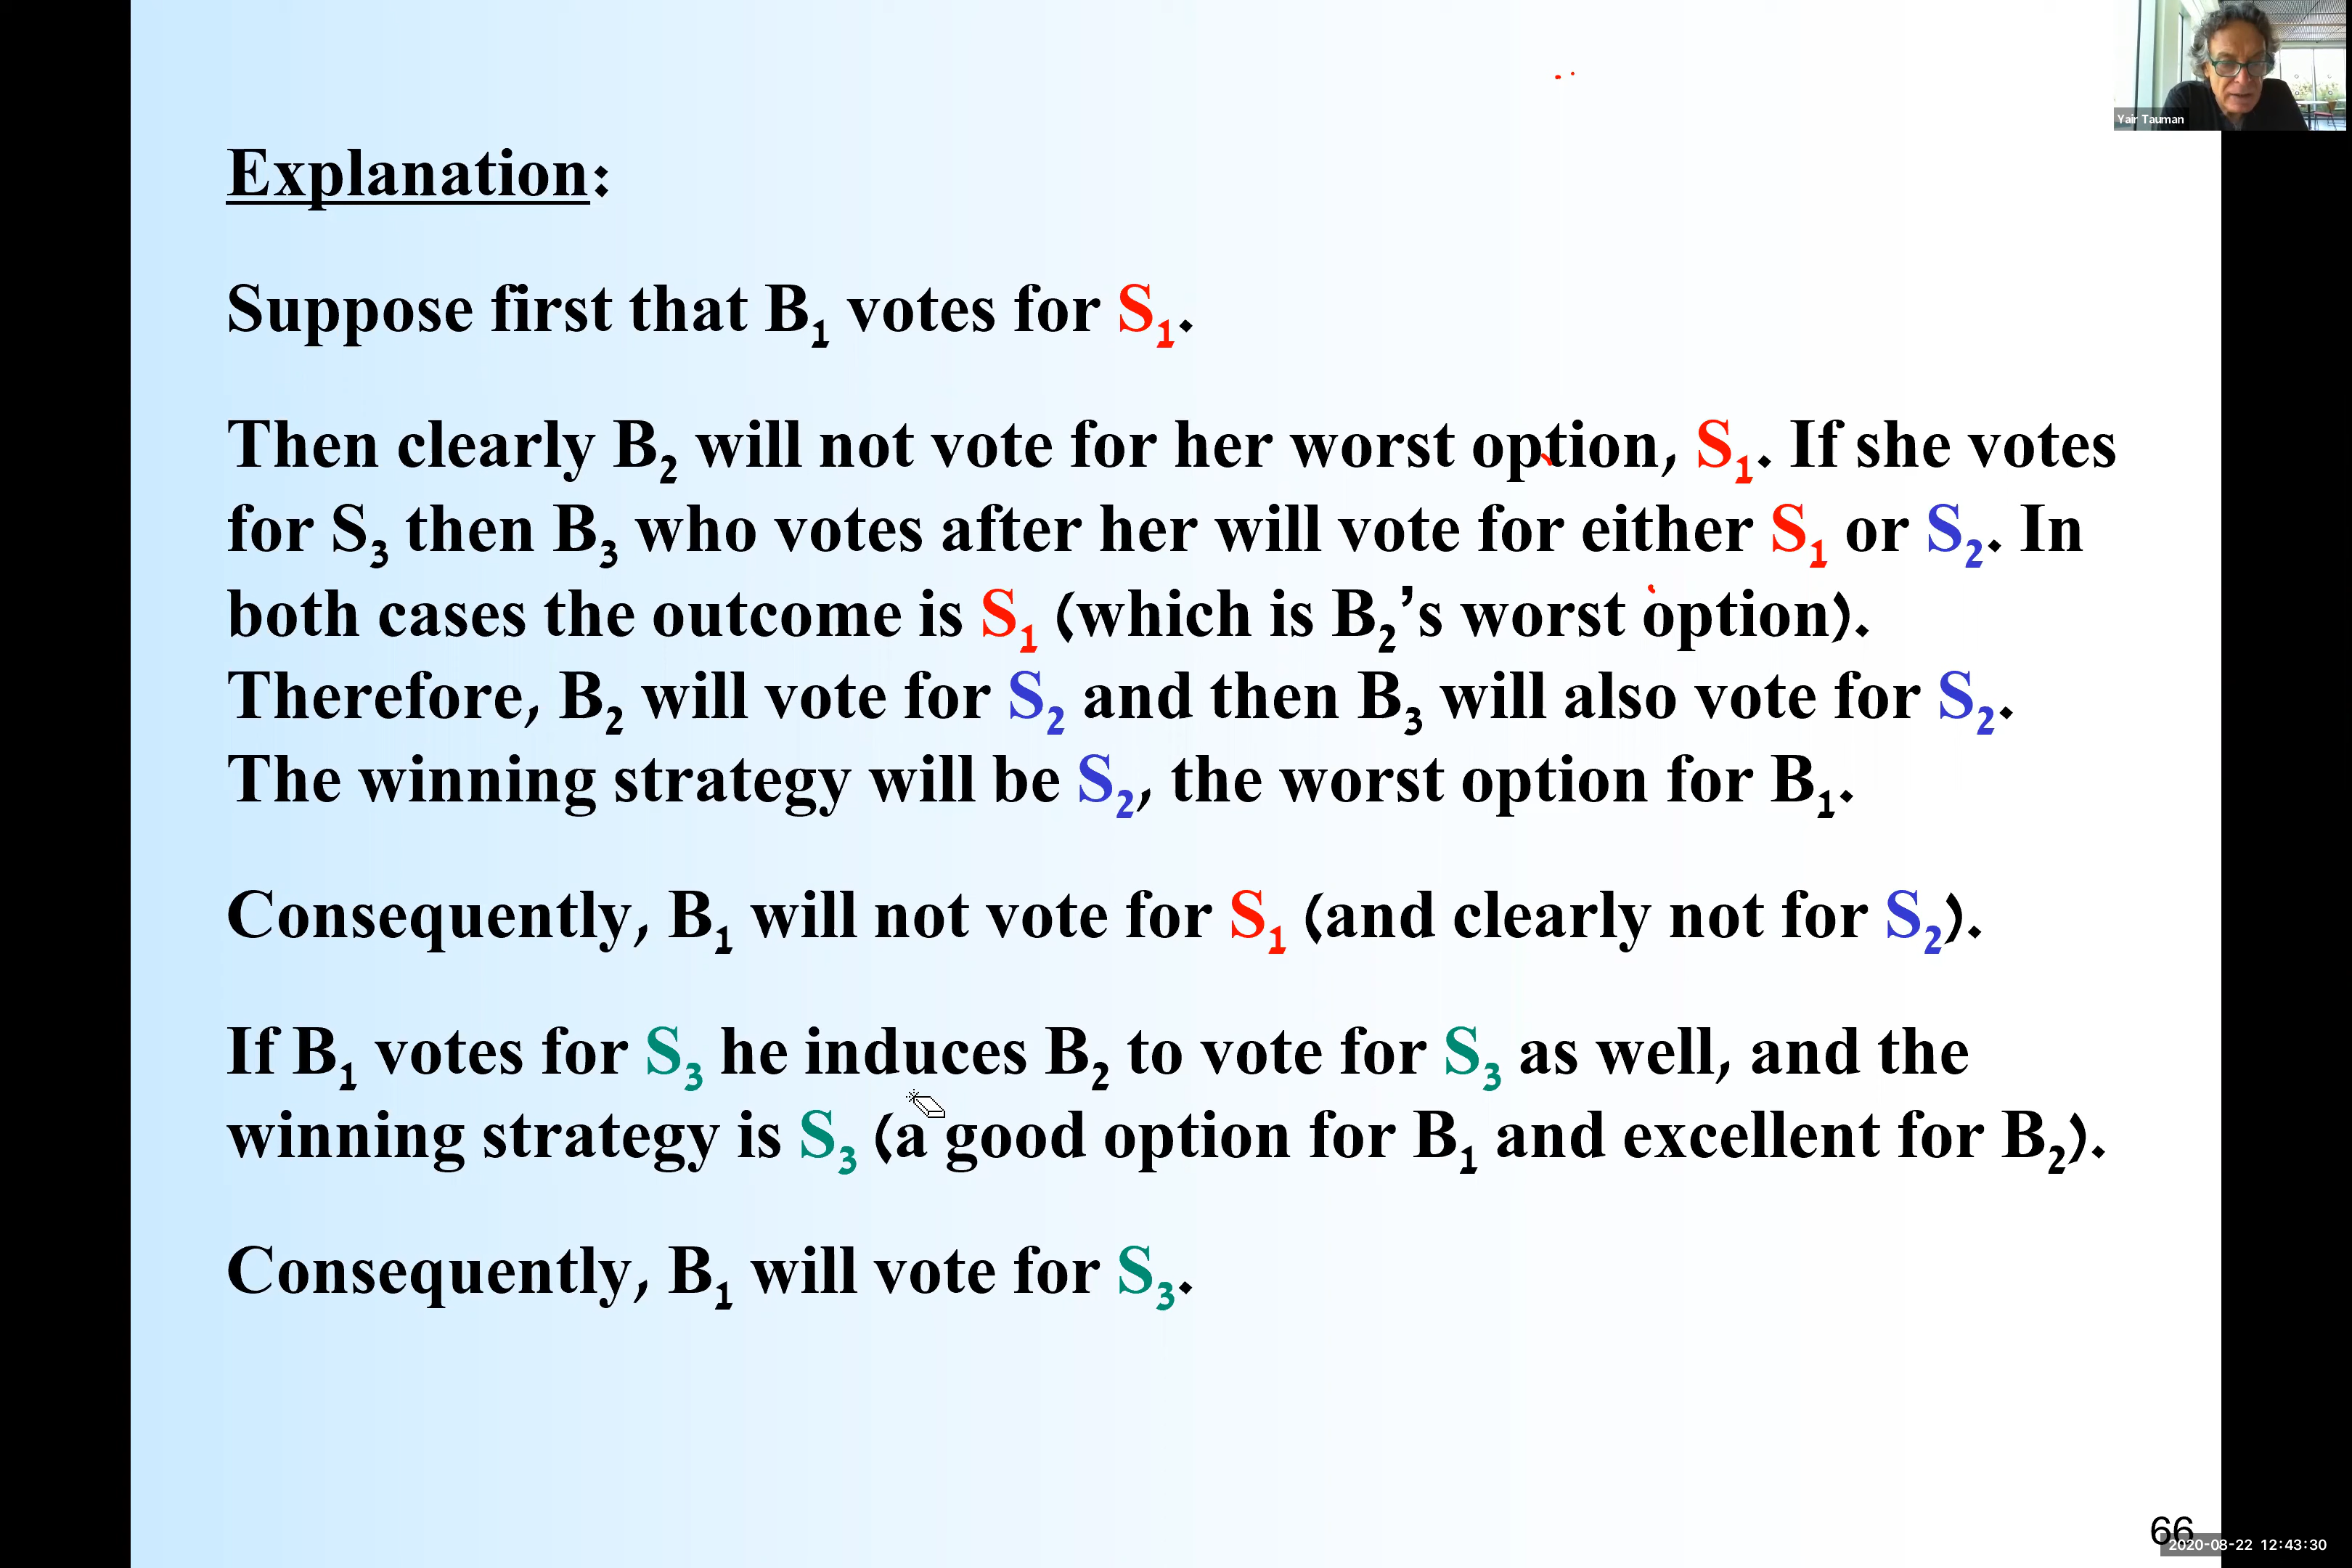 Yair Tauman
Explanation:
Suppose first that B₁ votes for S₁.
Then clearly B₂ will not vote for her worst option, S₁. If she votes
for S₃ then B₃ who votes after her will vote for either S₁ or S₂. In
both cases the outcome is S₁ (which is B₂’s worst option).
Therefore, B₂ will vote for S₂ and then B₃ will also vote for S₂.
The winning strategy will be S₂, the worst option for B₁.
Consequently, B₁ will not vote for S₁ (and clearly not for S₂).
If B₁ votes for S₃ he induces B₂ to vote for S₃ as well, and the
winning strategy is S₃ (a good option for B₁ and excellent for B₂).
Consequently, B₁ will vote for S₃.
66
2020-08-22 12:43:30